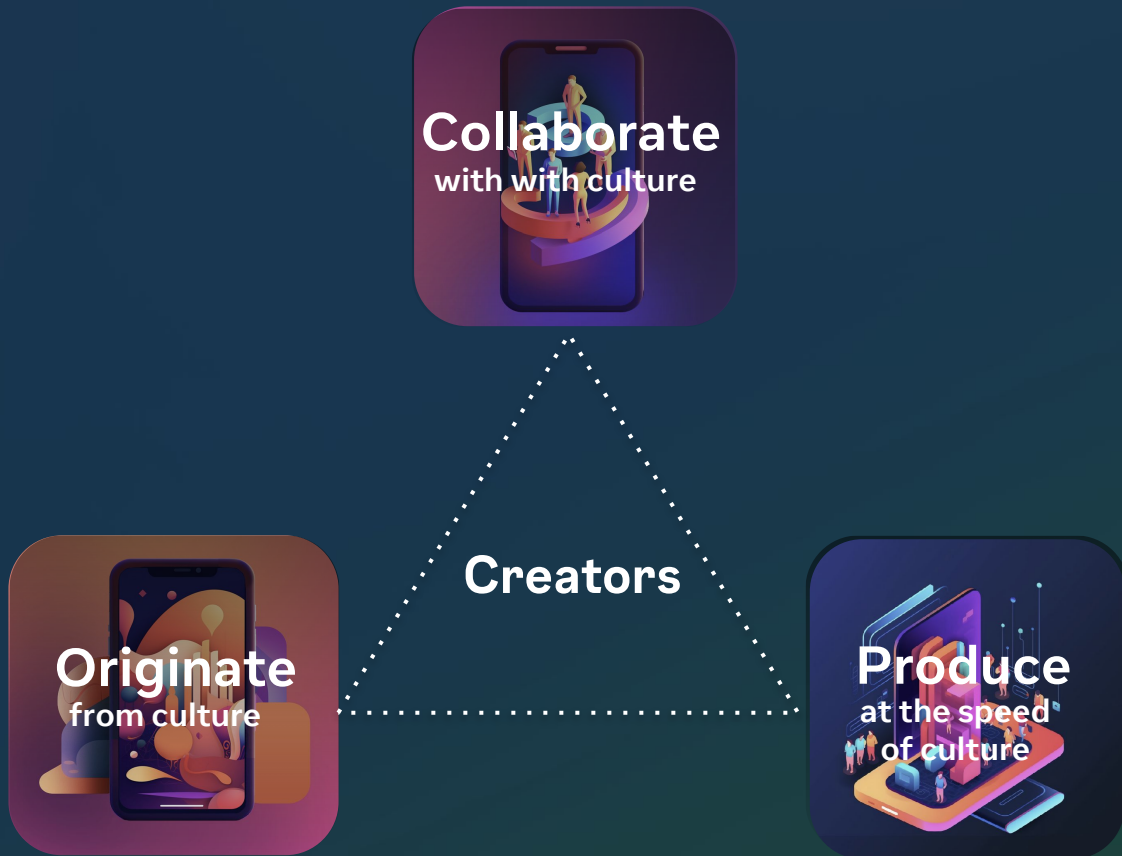 Collaborate
with with culture
Creators
Originate
from culture
Produce
at the speed
of culture